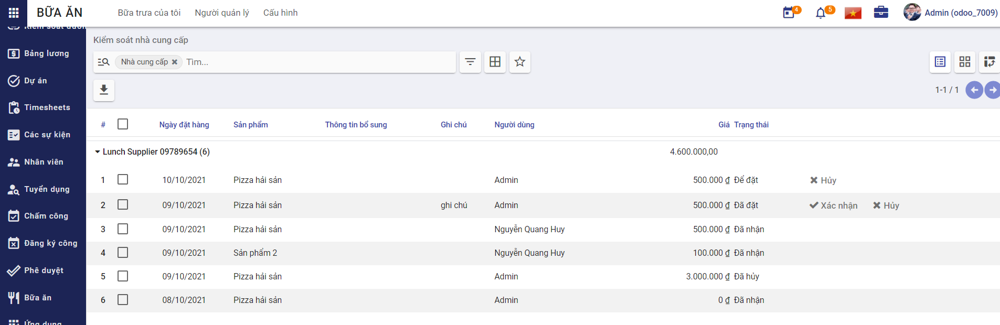 BỮA ĂN Bữa trưa của tôi Người quản lý Cấu hình 4 5 Admin (odoo_7009)
Bảng lương
Dự án
Timesheets
Các sự kiện
Nhân viên
Tuyển dụng
Chấm công
Đăng ký công
Phê duyệt
Bữa ăn
Ứng dụng
Kiểm soát nhà cung cấp
Nhà cung cấp Tìm...
1-1 / 1
# Ngày đặt hàng Sản phẩm Thông tin bổ sung Ghi chú Người dùng Giá Trạng thái
Lunch Supplier 09789654 (6) 4.600.000,00
1 10/10/2021 Pizza hải sản Admin 500.000 ₫ Để đặt Hủy
2 09/10/2021 Pizza hải sản ghi chú Admin 500.000 ₫ Đã đặt Xác nhận Hủy
3 09/10/2021 Pizza hải sản Nguyễn Quang Huy 500.000 ₫ Đã nhận
4 09/10/2021 Sản phẩm 2 Nguyễn Quang Huy 100.000 ₫ Đã nhận
5 09/10/2021 Pizza hải sản Admin 3.000.000 ₫ Đã hủy
6 08/10/2021 Pizza hải sản Admin 0 ₫ Đã nhận